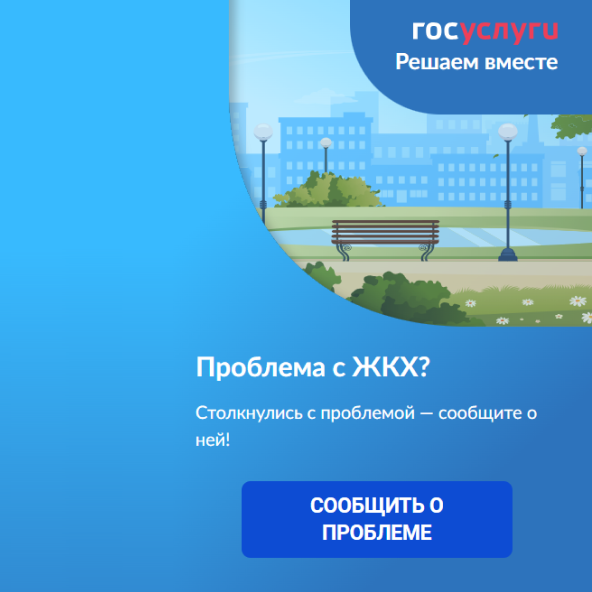 госуслуги
Решаем вместе
Проблема с ЖКХ?
Столкнулись с проблемой — сообщите о
ней!
СООБЩИТЬ О
ПРОБЛЕМЕ